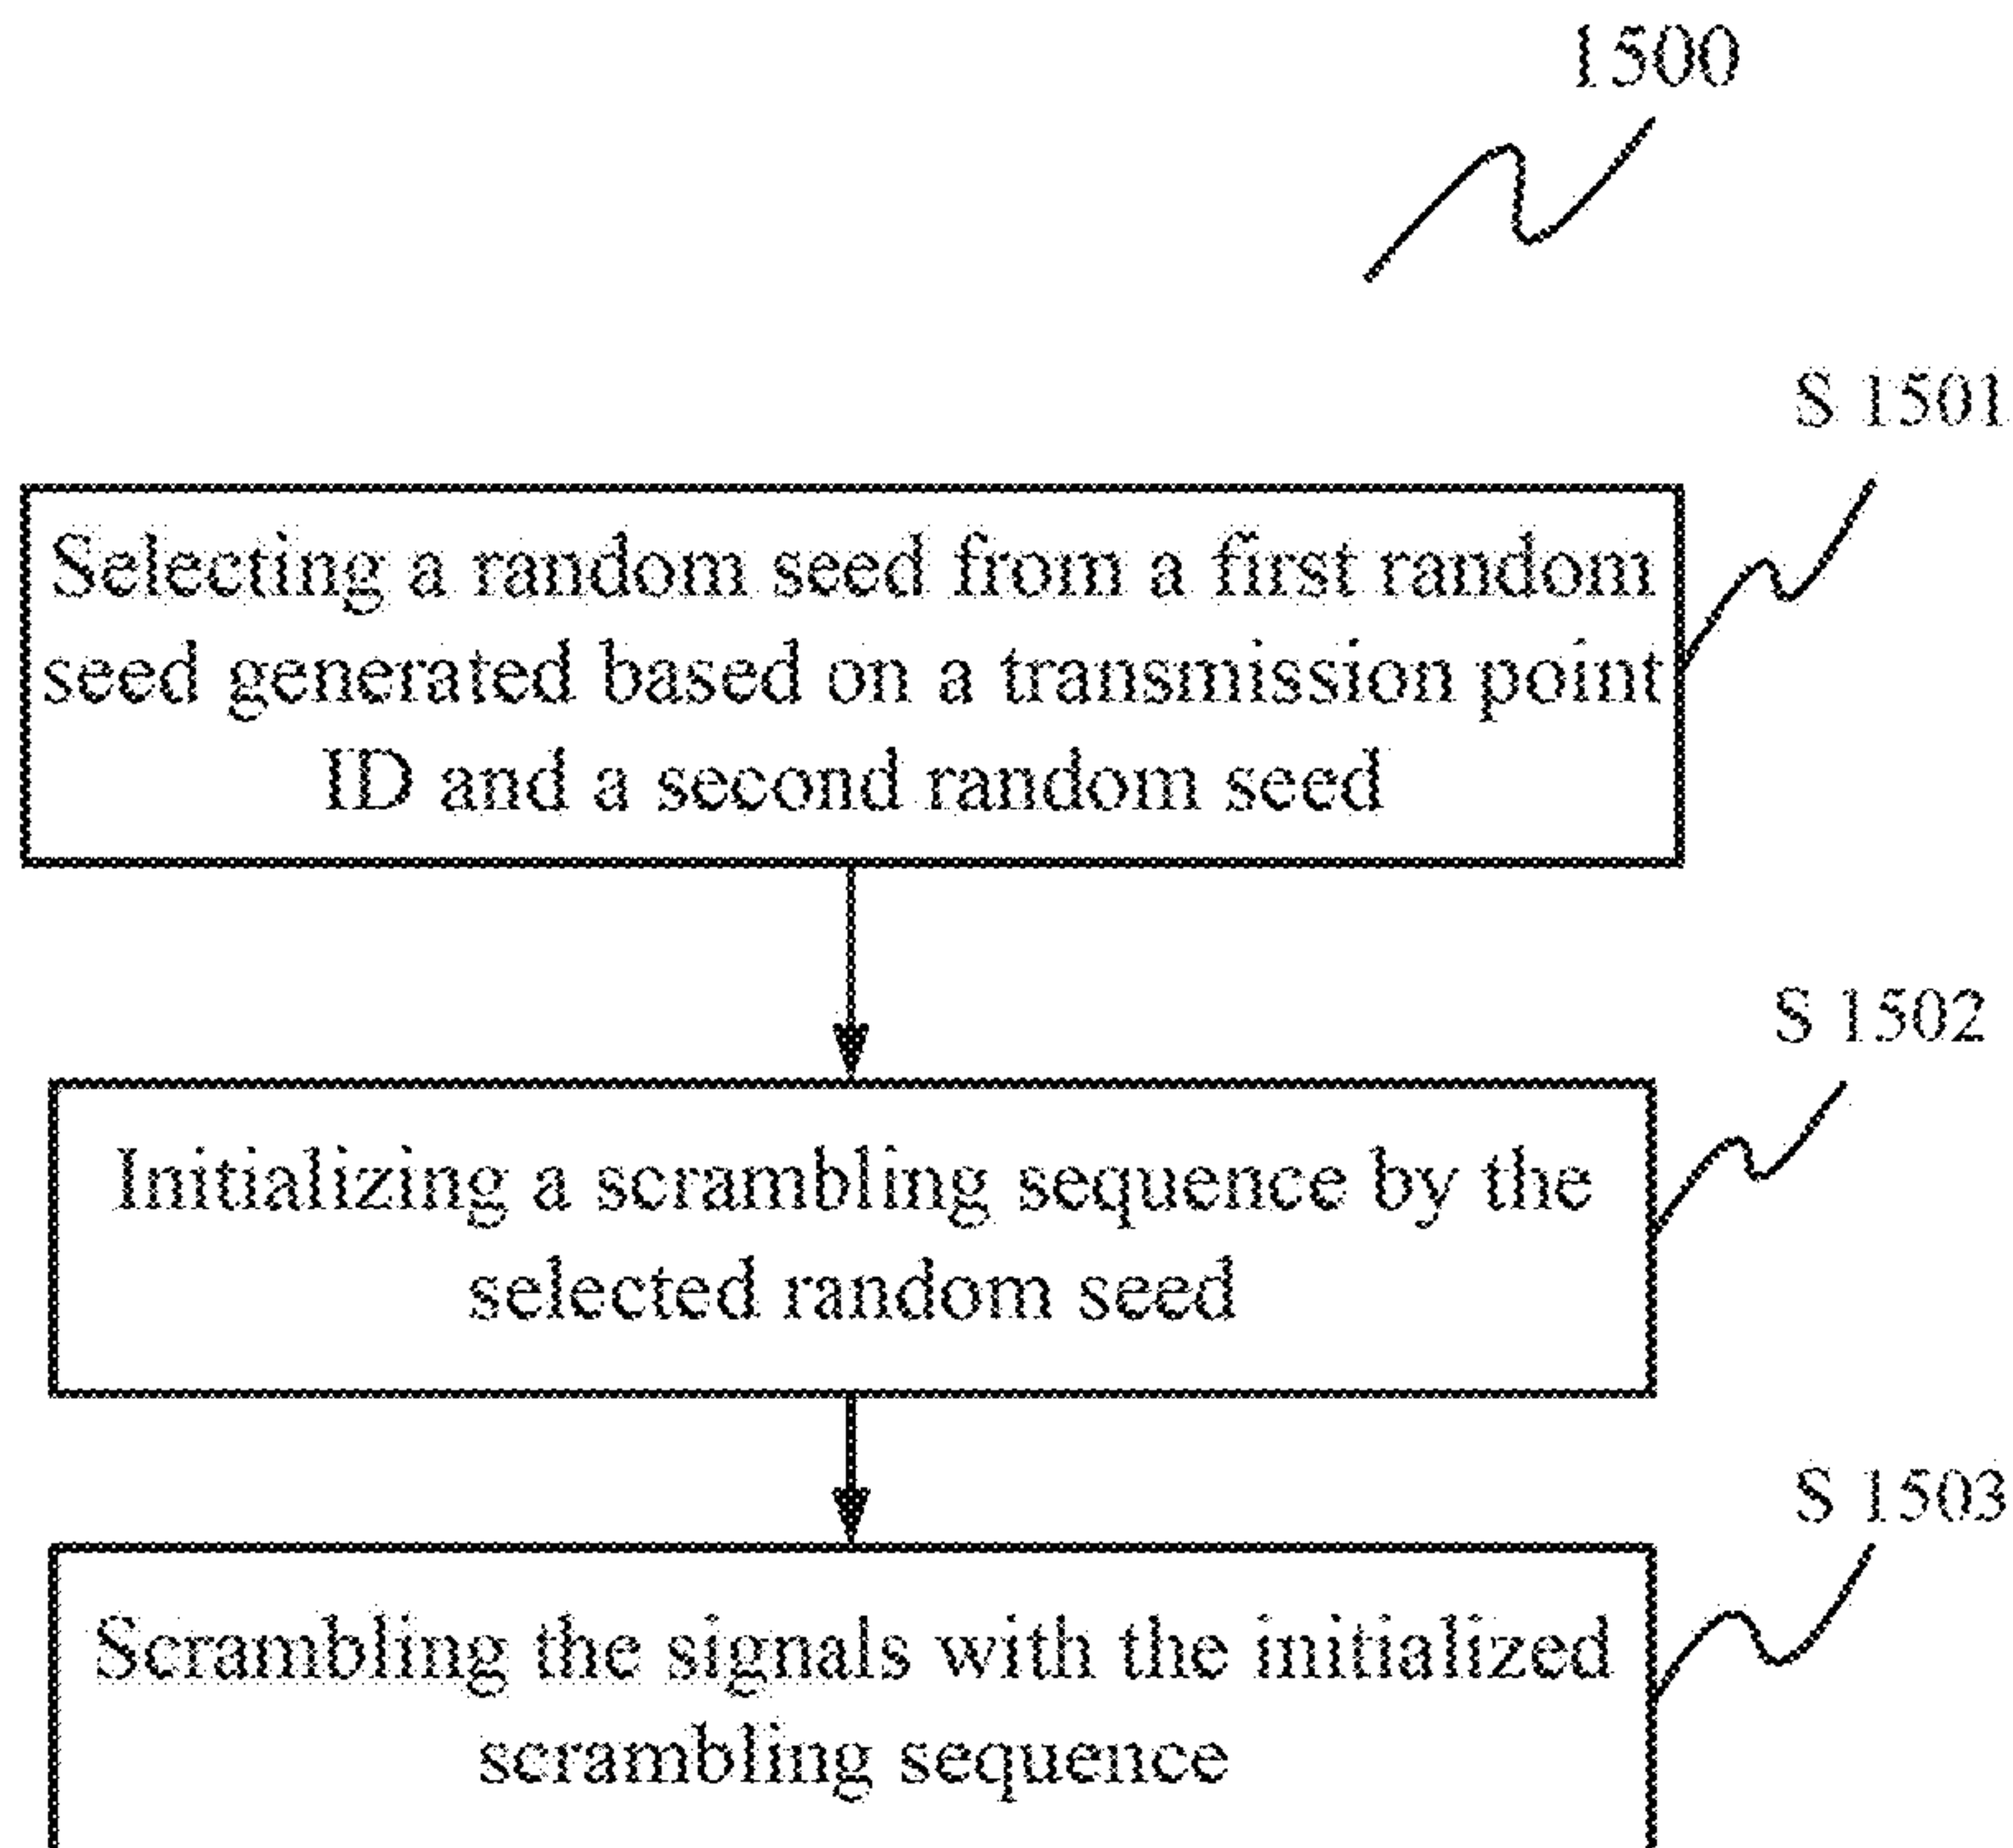 1500
S 1501
Selecting a random seed from a first random
seed generated based on a transmission point
ID and a second random seed
S 1502
Initializing a scrambling sequence by the
selected random seed
S 1503
Scrambling the signals with the initialized
scrambling sequence